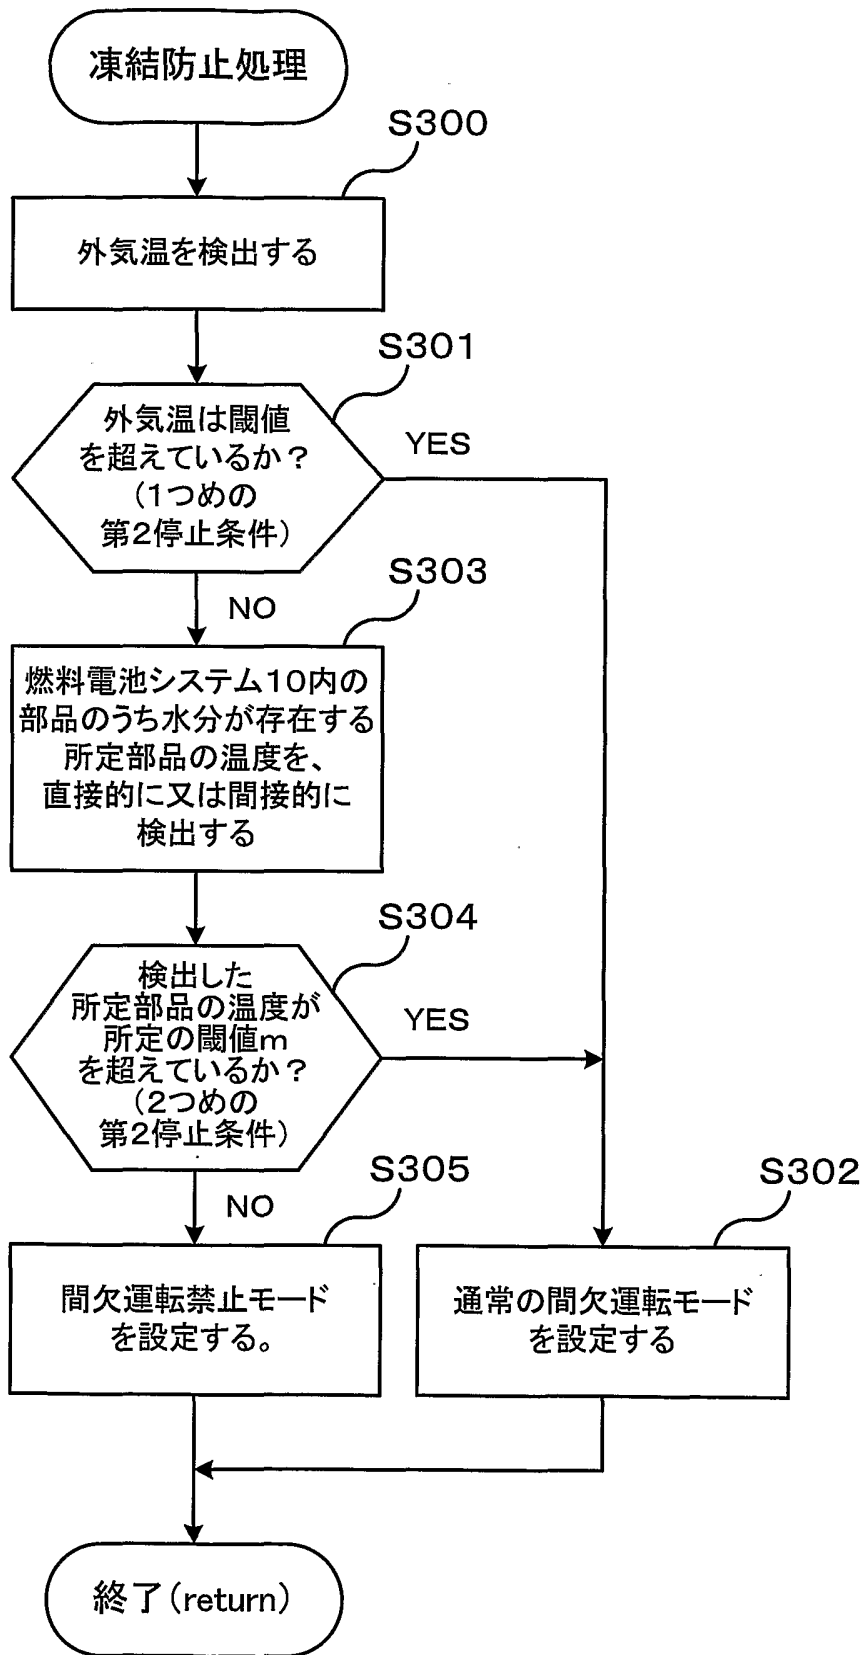 凍結防止処理
S300
外気温を検出する
S301
外気温は閾値
を超えているか？
（1つめの
第2停止条件）
YES
NO
S303
燃料電池システム10内の
部品のうち水分が存在する
所定部品の温度を、
直接的に又は間接的に
検出する
S304
検出した
所定部品の温度が
所定の閾値m
を超えているか？
（2つめの
第2停止条件）
YES
NO
S305
間欠運転禁止モード
を設定する。
S302
通常の間欠運転モード
を設定する
終了（return）